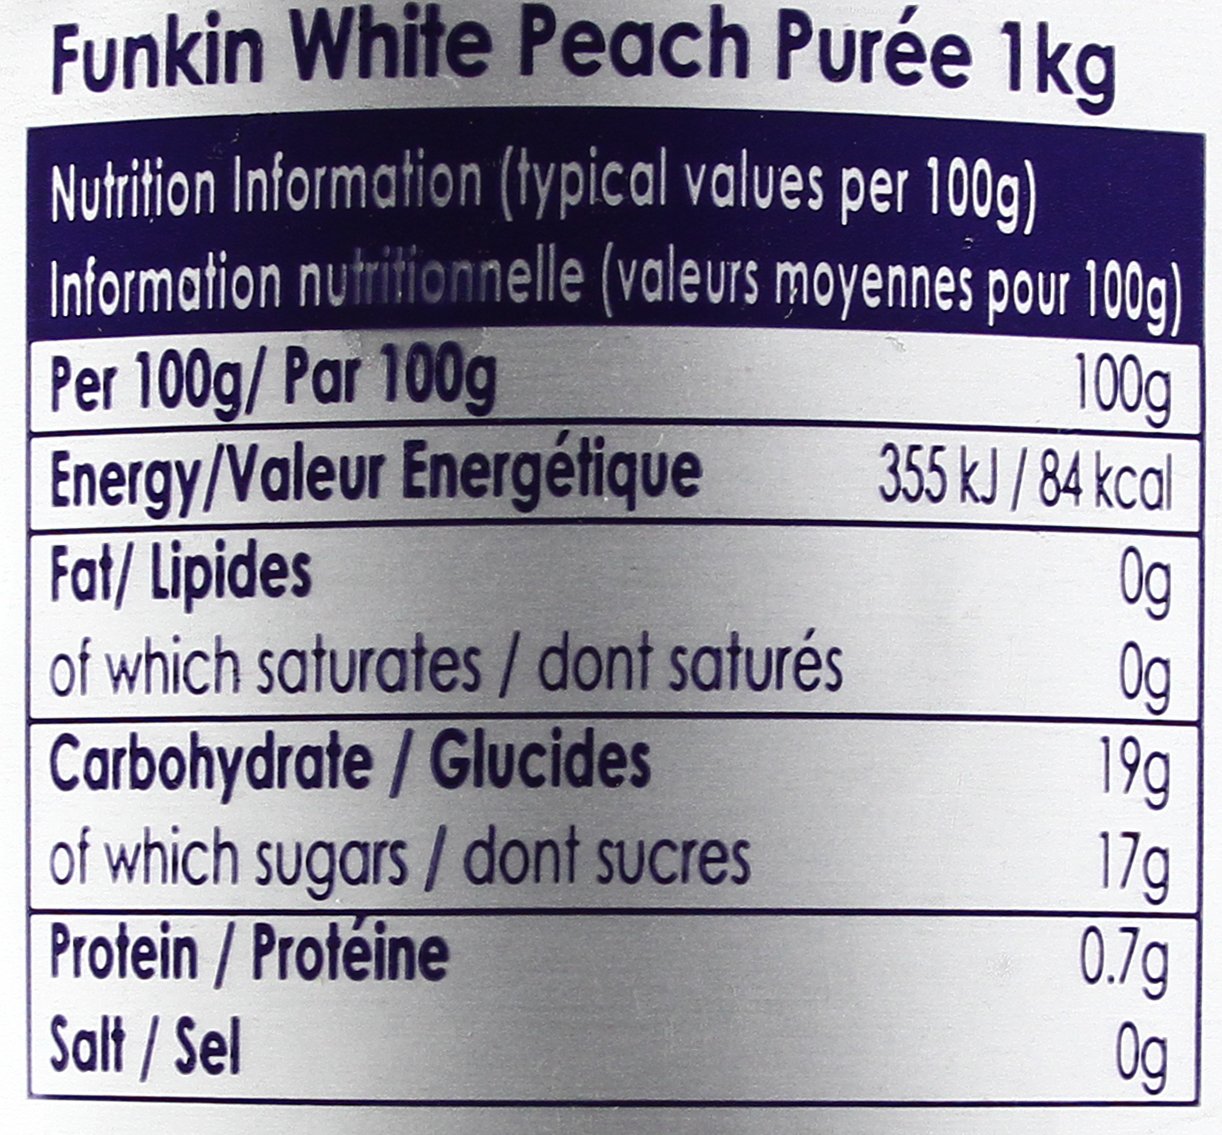 Funkin White Peach Purée 1kg
Nutrition Information (typical values per 100g)
Information nutritionnelle (valeurs moyennes pour 100g)
Per 100g/ Par 100g 100g
Energy/Valeur Energétique 355 kJ / 84 kcal
Fat/ Lipides 0g
of which saturates / dont saturés 0g
Carbohydrate / Glucides 19g
of which sugars / dont sucres 17g
Protein / Protéine 0.7g
Salt / Sel 0g